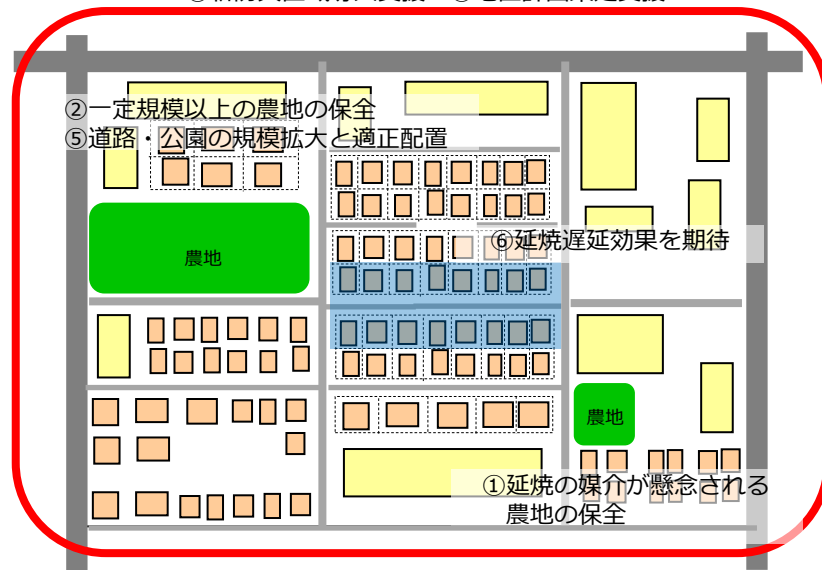 ②一定規模以上の農地の保全
⑤道路・公園の規模拡大と適正配置
⑥延焼遅延効果を期待
農地
農地
①延焼の媒介が懸念される
農地の保全